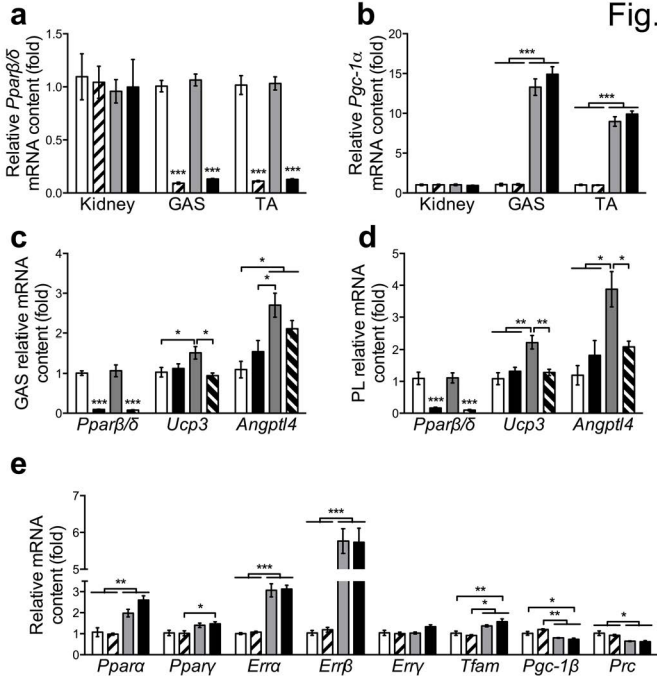 a
b
Fig.
Relative Pparβ/δ
mRNA content (fold)
1.5
1.0
0.5
0.0
***
***
***
***
Kidney
GAS
TA
Relative Pgc-1α
mRNA content (fold)
20
15
10
5
0
***
***
Kidney
GAS
TA
c
d
GAS relative mRNA
content (fold)
4
3
2
1
0
***
***
*
*
*
*
Pparβ/δ
Ucp3
Angptl4
PL relative mRNA
content (fold)
5
4
3
2
1
0
***
***
**
**
*
*
Pparβ/δ
Ucp3
Angptl4
e
Relative mRNA
content (fold)
7
6
5
3
2
1
0
**
*
***
***
**
*
*
**
*
Pparα
Pparγ
Errα
Errβ
Errγ
Tfam
Pgc-1β
Prc